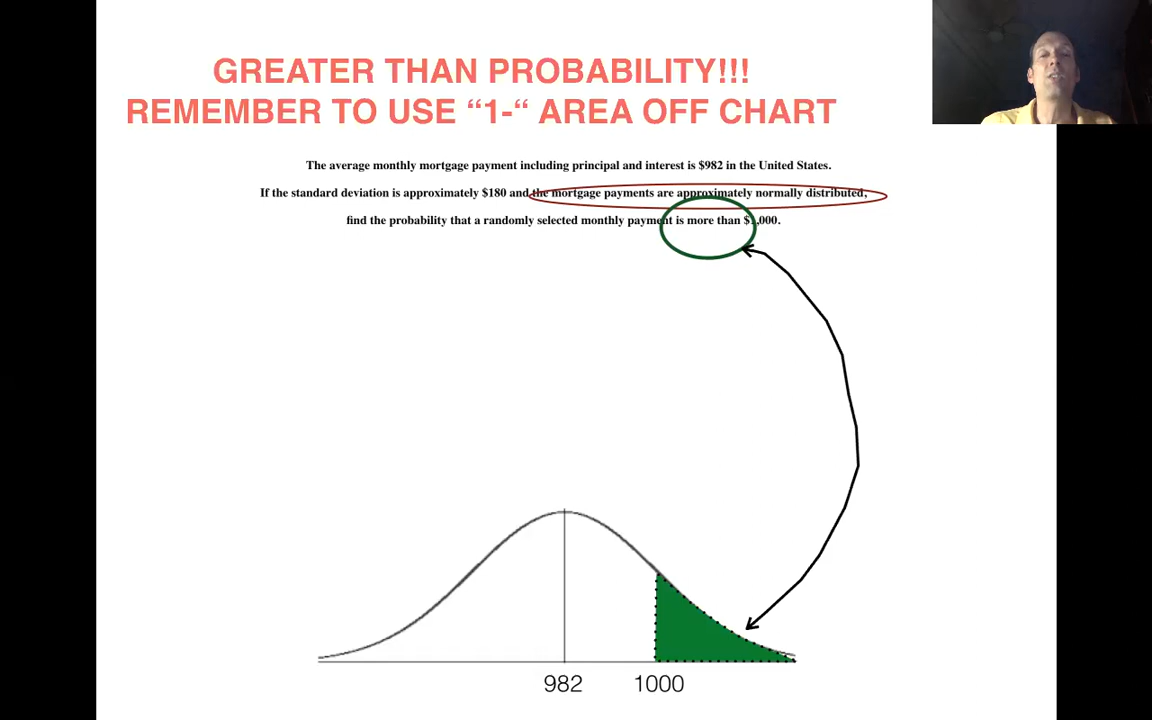 GREATER THAN PROBABILITY!!!
REMEMBER TO USE “1-“ AREA OFF CHART
The average monthly mortgage payment including principal and interest is $982 in the United States.
If the standard deviation is approximately $180 and the mortgage payments are approximately normally distributed,
find the probability that a randomly selected monthly payment is more than $1,000.
982
1000